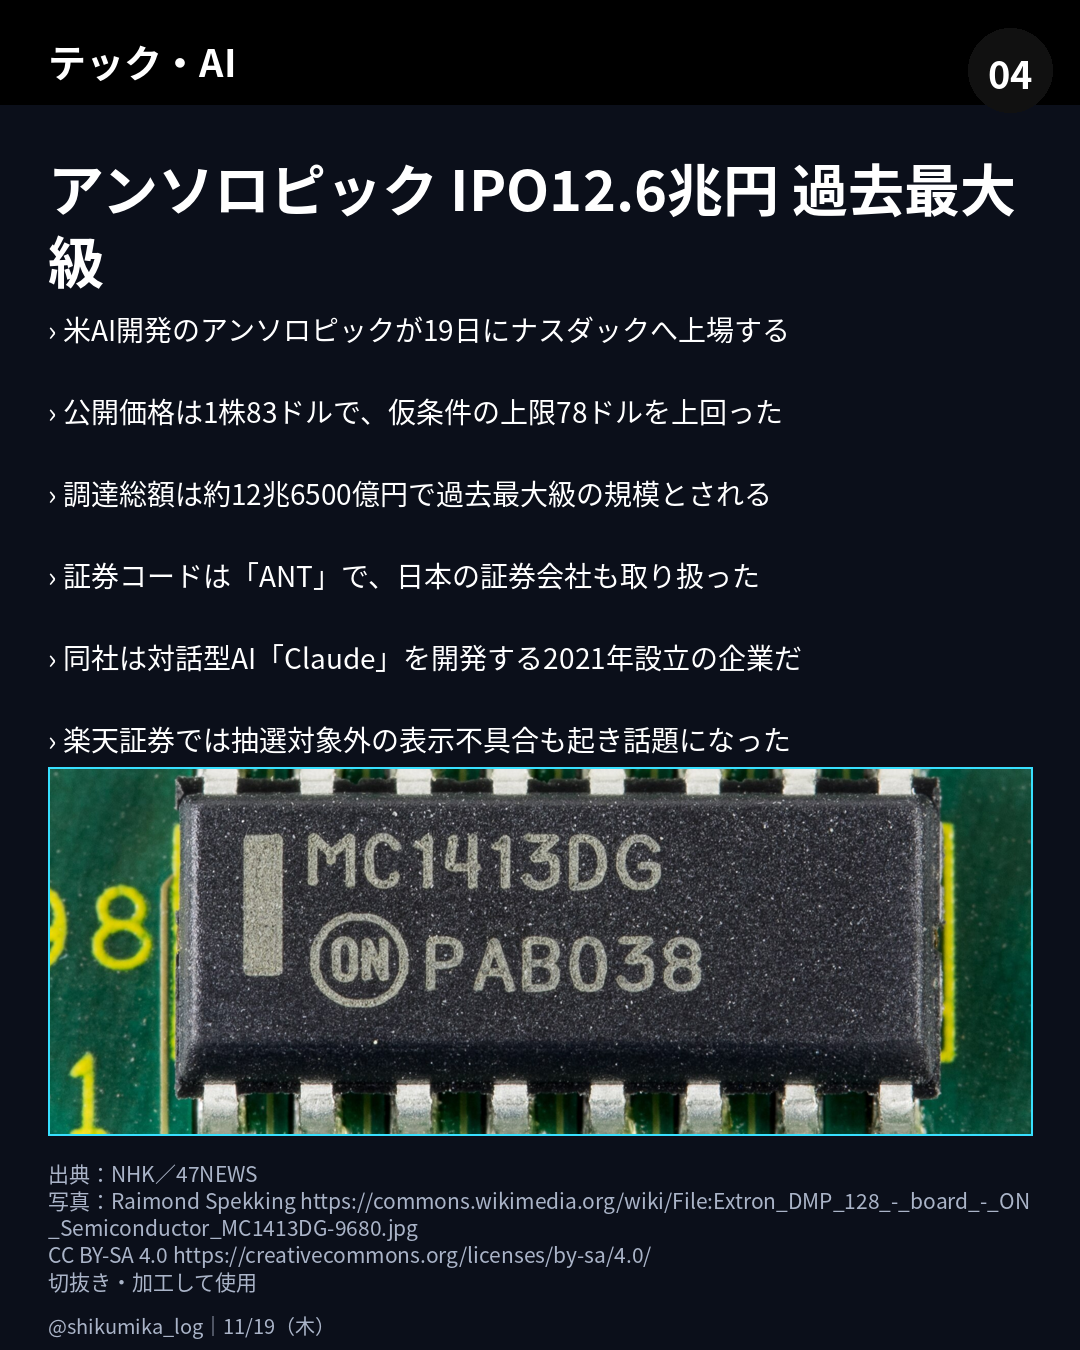 テック・AI
04
アンソロピック IPO12.6兆円 過去最大
級
› 米AI開発のアンソロピックが19日にナスダックへ上場する
› 公開価格は1株83ドルで、仮条件の上限78ドルを上回った
› 調達総額は約12兆6500億円で過去最大級の規模とされる
› 証券コードは「ANT」で、日本の証券会社も取り扱った
› 同社は対話型AI「Claude」を開発する2021年設立の企業だ
› 楽天証券では抽選対象外の表示不具合も起き話題になった
MC1413DG
ON PAB038
98
1
出典：NHK／47NEWS
写真：Raimond Spekking https://commons.wikimedia.org/wiki/File:Extron_DMP_128_-_board_-_ON
_Semiconductor_MC1413DG-9680.jpg
CC BY-SA 4.0 https://creativecommons.org/licenses/by-sa/4.0/
切抜き・加工して使用
@shikumika_log｜11/19（木）